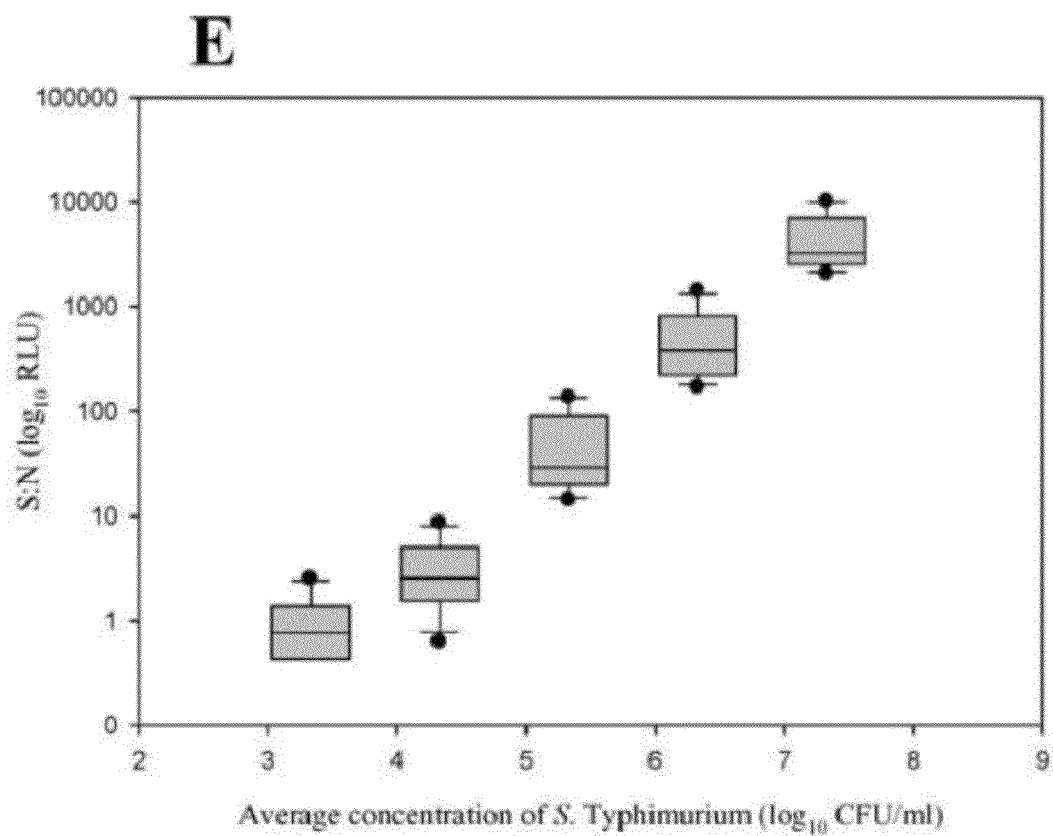 E
100000
10000
1000
100
10
1
0
S:N (log10 RLU)
2 3 4 5 6 7 8 9
Average concentration of S. Typhimurium (log10 CFU/ml)